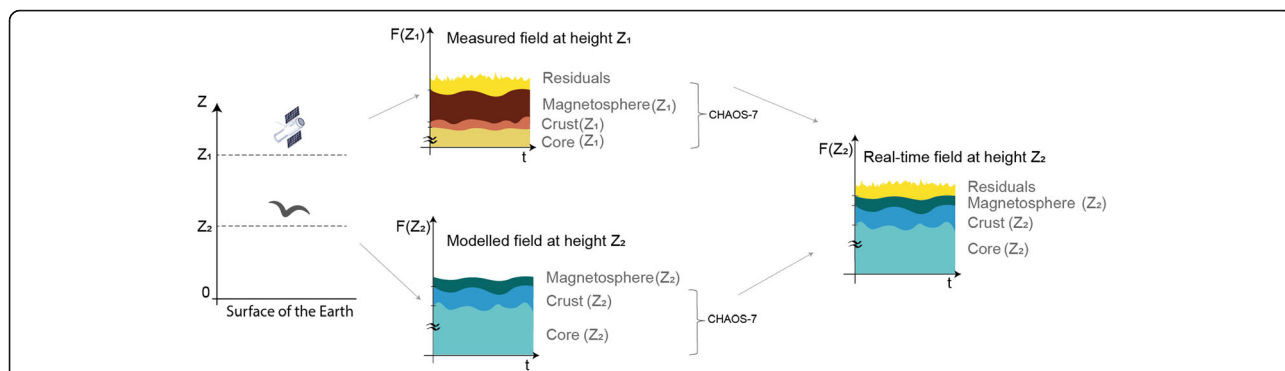 F(Z₁)
Measured field at height Z₁
Residuals
Magnetosphere (Z₁)
Crust(Z₁)
Core (Z₁)
≈
t
CHAOS-7
Z
Z₁
Z₂
0
Surface of the Earth
F(Z₂)
Modelled field at height Z₂
Magnetosphere (Z₂)
Crust (Z₂)
Core (Z₂)
≈
t
CHAOS-7
F(Z₂)
Real-time field at height Z₂
Residuals
Magnetosphere (Z₂)
Crust (Z₂)
Core (Z₂)
≈
t